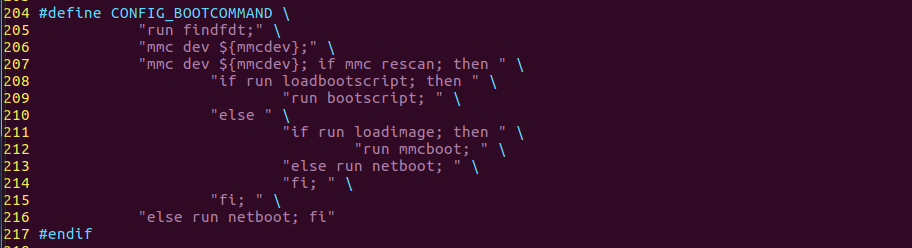 204 #define CONFIG_BOOTCOMMAND \
205            "run findfdt;" \
206            "mmc dev ${mmcdev};" \
207            "mmc dev ${mmcdev}; if mmc rescan; then " \
208                    "if run loadbootscript; then " \
209                            "run bootscript; " \
210                    "else " \
211                            "if run loadimage; then " \
212                                    "run mmcboot; " \
213                            "else run netboot; " \
214                            "fi; " \
215                    "fi; " \
216            "else run netboot; fi"
217 #endif